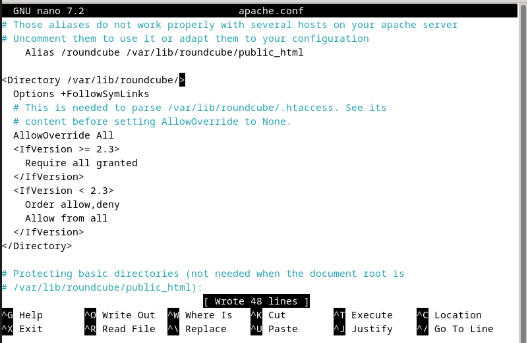 GNU nano 7.2 apache.conf
# Those aliases do not work properly with several hosts on your apache server
# Uncomment them to use it or adapt them to your configuration
    Alias /roundcube /var/lib/roundcube/public_html

<Directory /var/lib/roundcube/>
  Options +FollowSymLinks
  # This is needed to parse /var/lib/roundcube/.htaccess. See its
  # content before setting AllowOverride to None.
  AllowOverride All
  <IfVersion >= 2.3>
    Require all granted
  </IfVersion>
  <IfVersion < 2.3>
    Order allow,deny
    Allow from all
  </IfVersion>
</Directory>

# Protecting basic directories (not needed when the document root is
# /var/lib/roundcube/public_html):
[ Wrote 48 lines ]
^G Help ^O Write Out ^W Where Is ^K Cut ^T Execute ^C Location
^X Exit ^R Read File ^\ Replace ^U Paste ^J Justify ^/ Go To Line